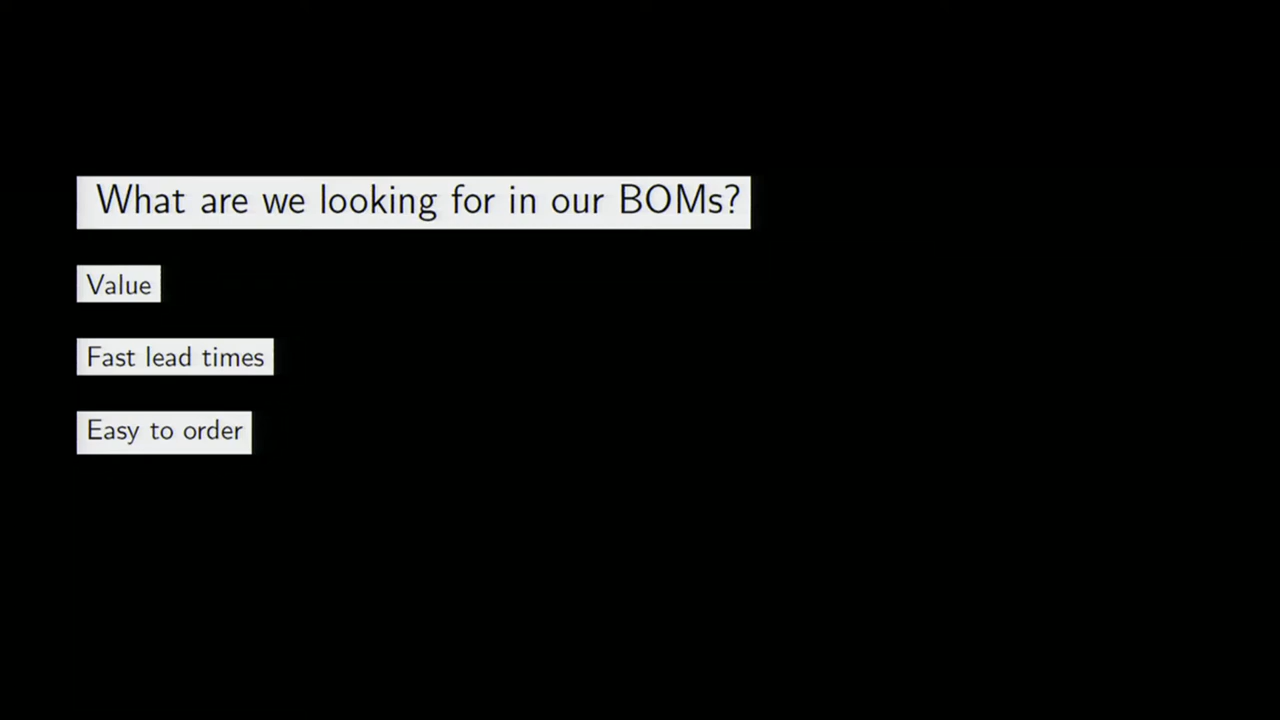 What are we looking for in our BOMs?
Value
Fast lead times
Easy to order